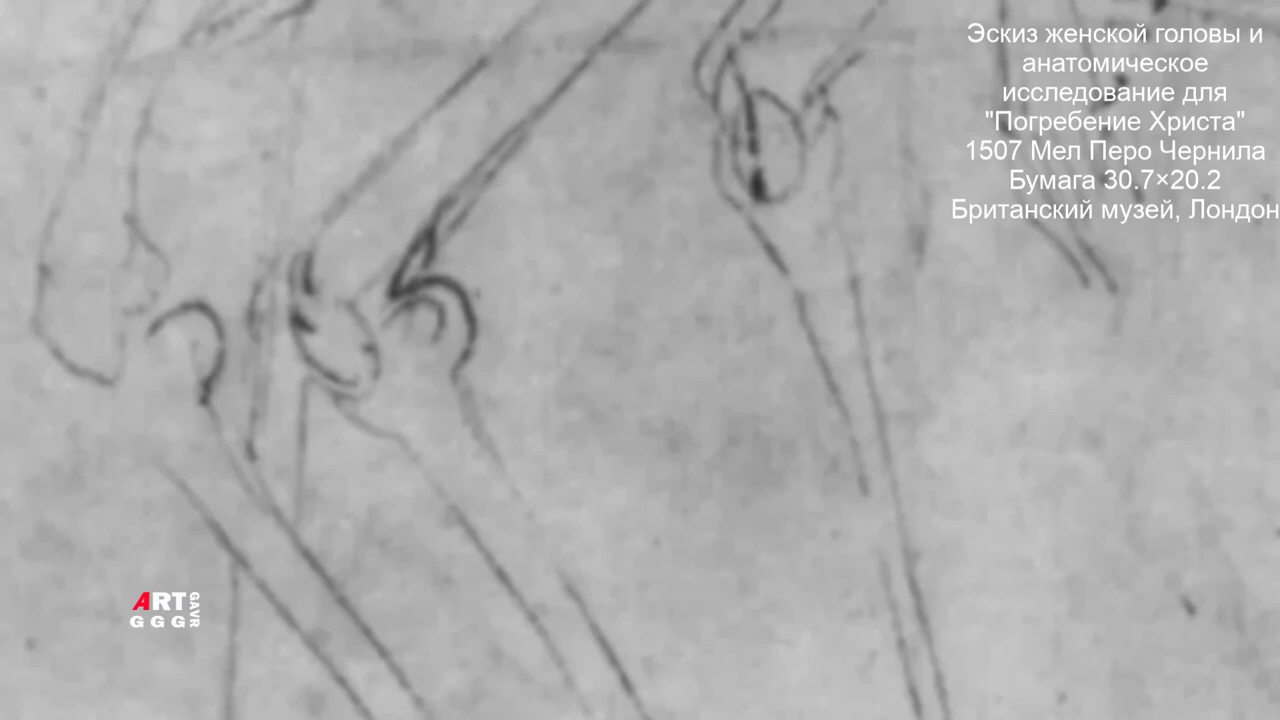 Эскиз женской головы и
анатомическое
исследование для
"Погребение Христа"
1507 Мел Перо Чернила
Бумага 30.7×20.2
Британский музей, Лондон
ART GAVR
GGG